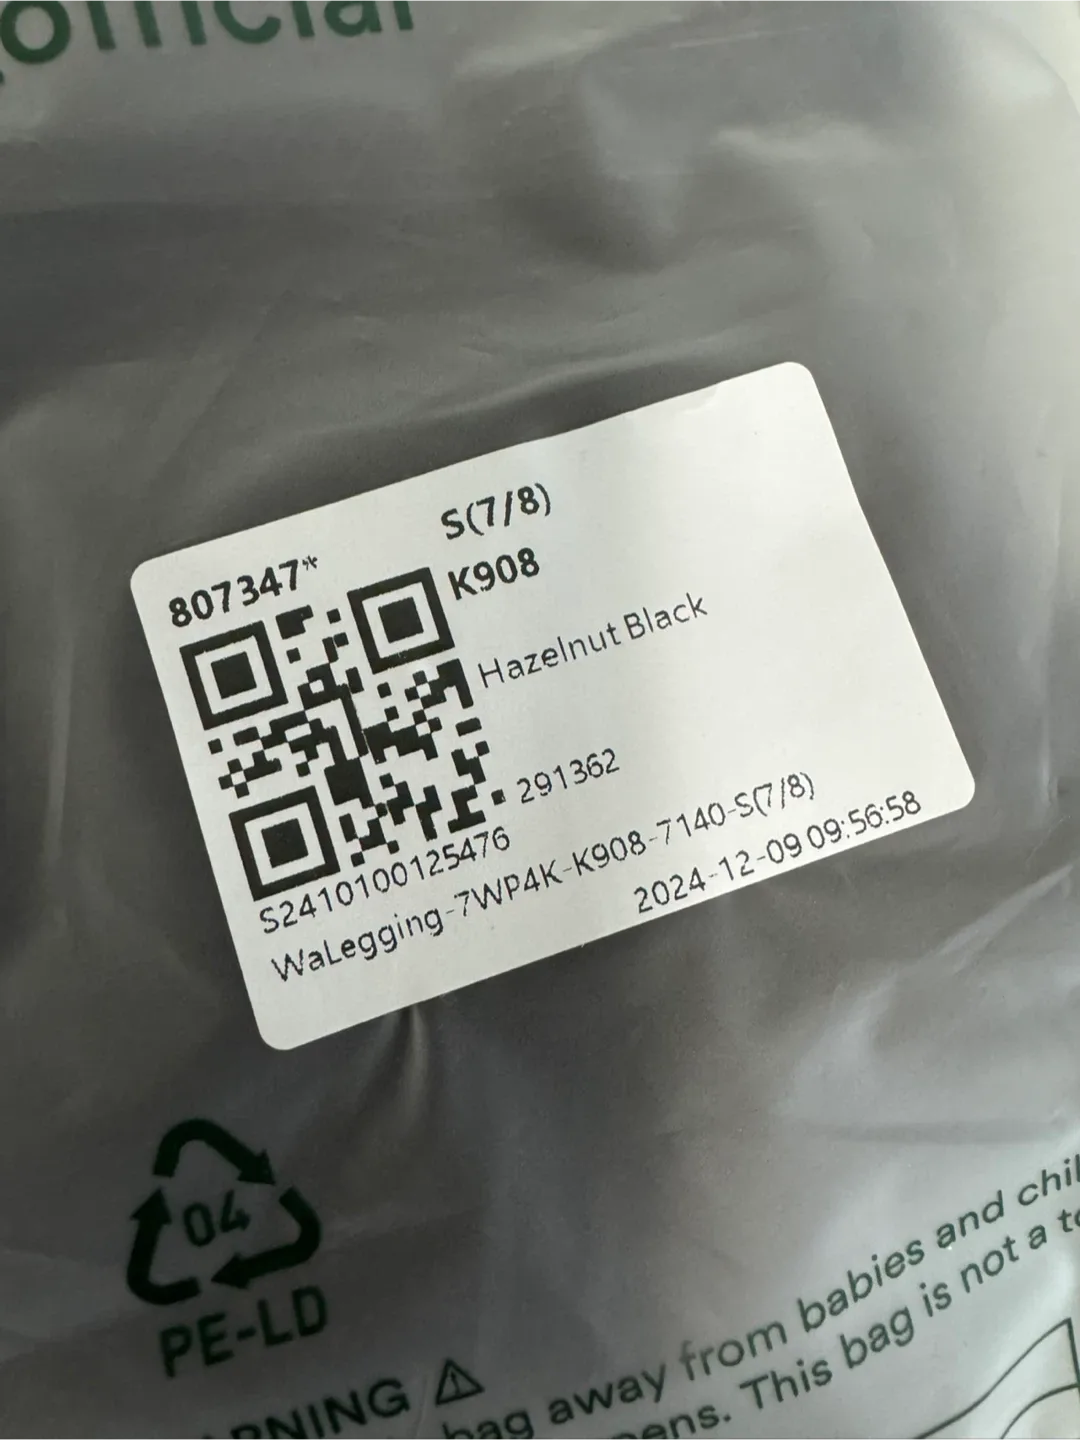 official
S(7/8)
807347*
K908
Hazelnut Black
291362
S2410100125476
WaLegging-7WP4K-K908-7140-S(7/8)
2024-12-09 09:56:58
04
PE-LD
bag away from babies and
This bag is not a